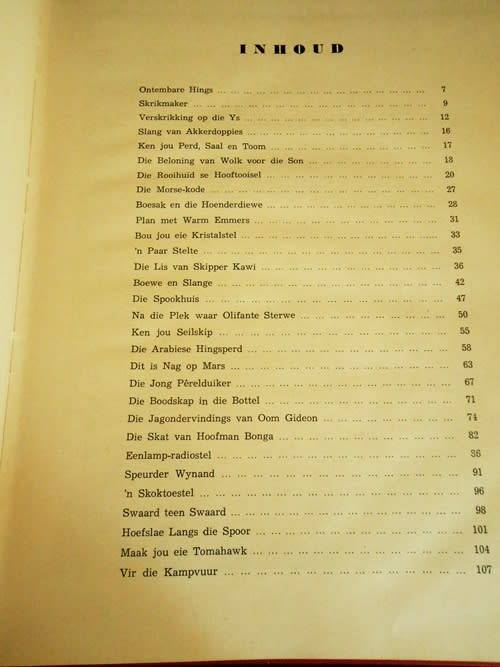 INHOUD
Ontembare Hings ... ... ... ... ... ... ... ... ... ... ... ... ... ... ... ... 7
Skrikmaker ... ... ... ... ... ... ... ... ... ... ... ... ... ... ... ... ... ... 9
Verskrikking op die Ys ... ... ... ... ... ... ... ... ... ... ... ... ... ... 12
Slang van Akkerdoppies ... ... ... ... ... ... ... ... ... ... ... ... ... 16
Ken jou Perd, Saal en Toom ... ... ... ... ... ... ... ... ... ... ... ... 17
Die Beloning van Wolk voor die Son ... ... ... ... ... ... ... ... ... 18
Die Rooihuid se Hooftooisel ... ... ... ... ... ... ... ... ... ... ... ... 20
Die Morse-kode ... ... ... ... ... ... ... ... ... ... ... ... ... ... ... ... 27
Boesak en die Hoenderdiewe ... ... ... ... ... ... ... ... ... ... ... 28
Plan met Warm Emmers ... ... ... ... ... ... ... ... ... ... ... ... 31
Bou jou eie Kristalstel ... ... ... ... ... ... ... ... ... ... ... ... ... 33
'n Paar Stelte ... ... ... ... ... ... ... ... ... ... ... ... ... ... ... ... 35
Die Lis van Skipper Kawi ... ... ... ... ... ... ... ... ... ... ... ... 36
Boewe en Slange ... ... ... ... ... ... ... ... ... ... ... ... ... ... 42
Die Spookhuis ... ... ... ... ... ... ... ... ... ... ... ... ... ... ... 47
Na die Plek waar Olifante Sterwe ... ... ... ... ... ... ... ... ... 50
Ken jou Seilskip ... ... ... ... ... ... ... ... ... ... ... ... ... ... 55
Die Arabiese Hingsperd ... ... ... ... ... ... ... ... ... ... ... ... 58
Dit is Nag op Mars ... ... ... ... ... ... ... ... ... ... ... ... ... 63
Die Jong Pêrelduiker ... ... ... ... ... ... ... ... ... ... ... ... ... 67
Die Boodskap in die Bottel ... ... ... ... ... ... ... ... ... ... ... 71
Die Jagondervindings van Oom Gideon ... ... ... ... ... ... ... ... 74
Die Skat van Hoofman Bonga ... ... ... ... ... ... ... ... ... ... 82
Eenlamp-radiostel ... ... ... ... ... ... ... ... ... ... ... ... ... 86
Speurder Wynand ... ... ... ... ... ... ... ... ... ... ... ... ... 91
'n Skoktoestel ... ... ... ... ... ... ... ... ... ... ... ... ... ... 96
Swaard teen Swaard ... ... ... ... ... ... ... ... ... ... ... ... 98
Hoefslae Langs die Spoor ... ... ... ... ... ... ... ... ... ... ... 101
Maak jou eie Tomahawk ... ... ... ... ... ... ... ... ... ... ... 104
Vir die Kampvuur ... ... ... ... ... ... ... ... ... ... ... ... ... 107